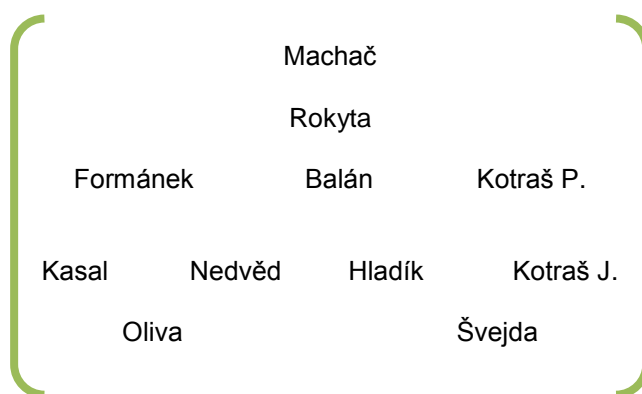 Machač
Rokyta
Formánek Balán Kotraš P.
Kasal Nedvěd Hladík Kotraš J.
Oliva Švejda